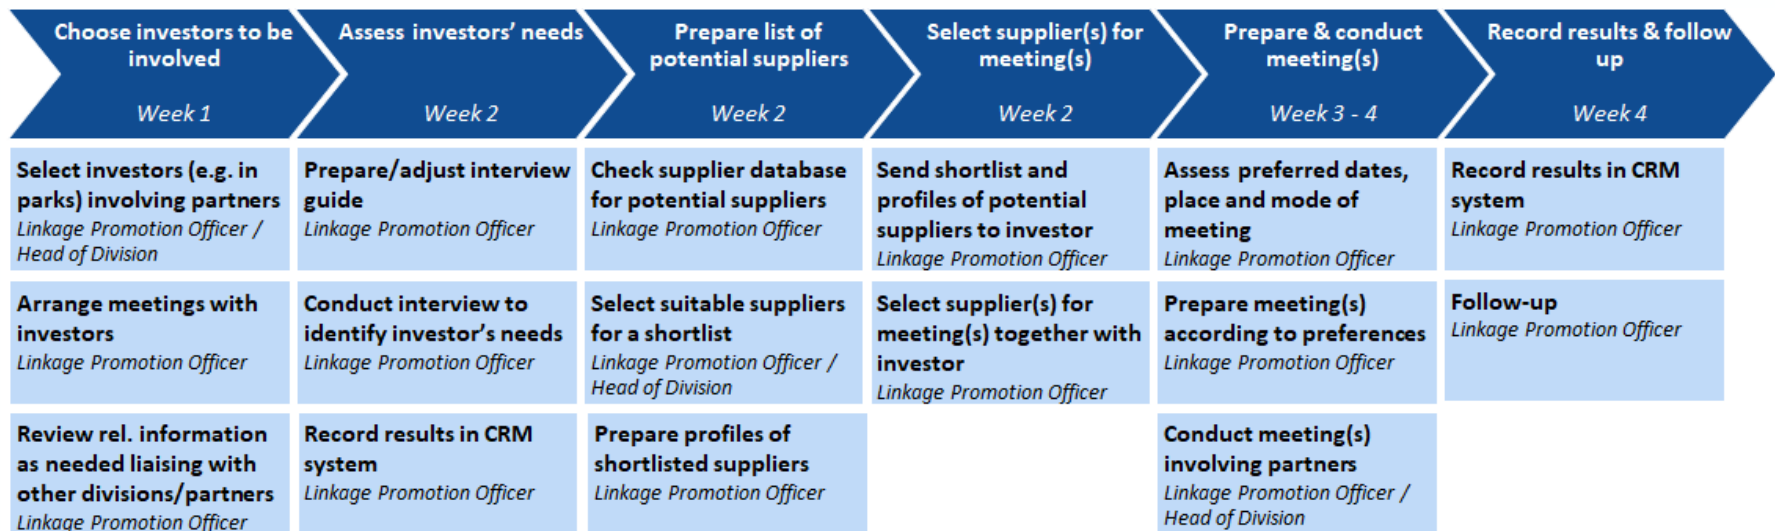 Choose investors to be
involved
Week 1
Assess investors' needs
Week 2
Prepare list of
potential suppliers
Week 2
Select supplier(s) for
meeting(s)
Week 2
Prepare & conduct
meeting(s)
Week 3 - 4
Record results & follow
up
Week 4
Select investors (e.g. in
parks) involving partners
Linkage Promotion Officer /
Head of Division
Prepare/adjust interview
guide
Linkage Promotion Officer
Check supplier database
for potential suppliers
Linkage Promotion Officer
Send shortlist and
profiles of potential
suppliers to investor
Linkage Promotion Officer
Assess preferred dates,
place and mode of
meeting
Linkage Promotion Officer
Record results in CRM
system
Linkage Promotion Officer
Arrange meetings with
investors
Linkage Promotion Officer
Conduct interview to
identify investor's needs
Linkage Promotion Officer
Select suitable suppliers
for a shortlist
Linkage Promotion Officer /
Head of Division
Select supplier(s) for
meeting(s) together with
investor
Linkage Promotion Officer
Prepare meeting(s)
according to preferences
Linkage Promotion Officer
Follow-up
Linkage Promotion Officer
Review rel. information
as needed liaising with
other divisions/partners
Linkage Promotion Officer
Record results in CRM
system
Linkage Promotion Officer
Prepare profiles of
shortlisted suppliers
Linkage Promotion Officer
Conduct meeting(s)
involving partners
Linkage Promotion Officer /
Head of Division